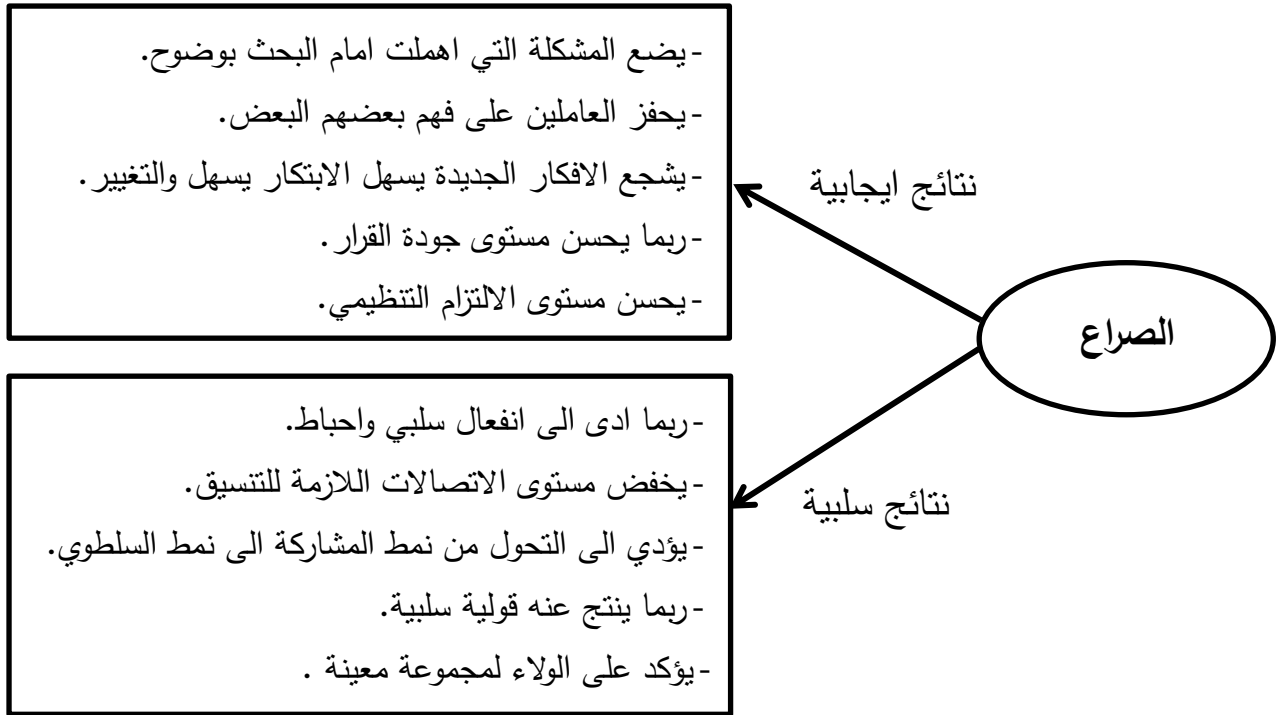 الصراع
نتائج ايجابية
-يضع المشكلة التي اهملت امام البحث بوضوح.
-يحفز العاملين على فهم بعضهم البعض.
-يشجع الافكار الجديدة يسهل الابتكار يسهل والتغيير.
-ربما يحسن مستوى جودة القرار.
-يحسن مستوى الالتزام التنظيمي.
نتائج سلبية
-ربما ادى الى انفعال سلبي واحباط.
-يخفض مستوى الاتصالات اللازمة للتنسيق.
-يؤدي الى التحول من نمط المشاركة الى نمط السلطوي.
-ربما ينتج عنه قولية سلبية.
-يؤكد على الولاء لمجموعة معينة .